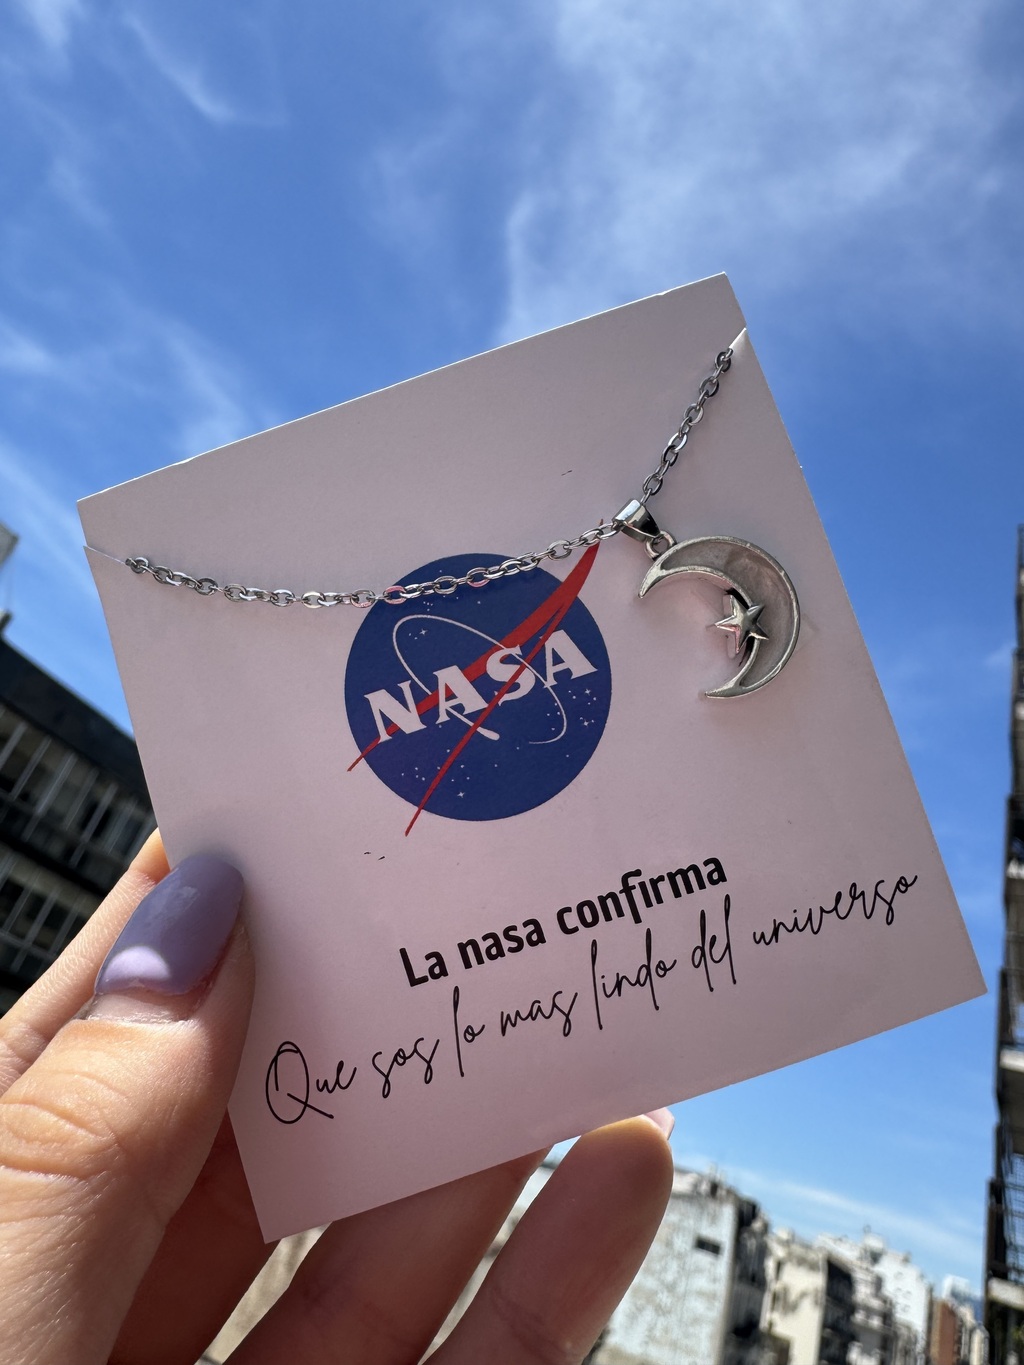 NASA
La nasa confirma
Que sos lo mas lindo del universo